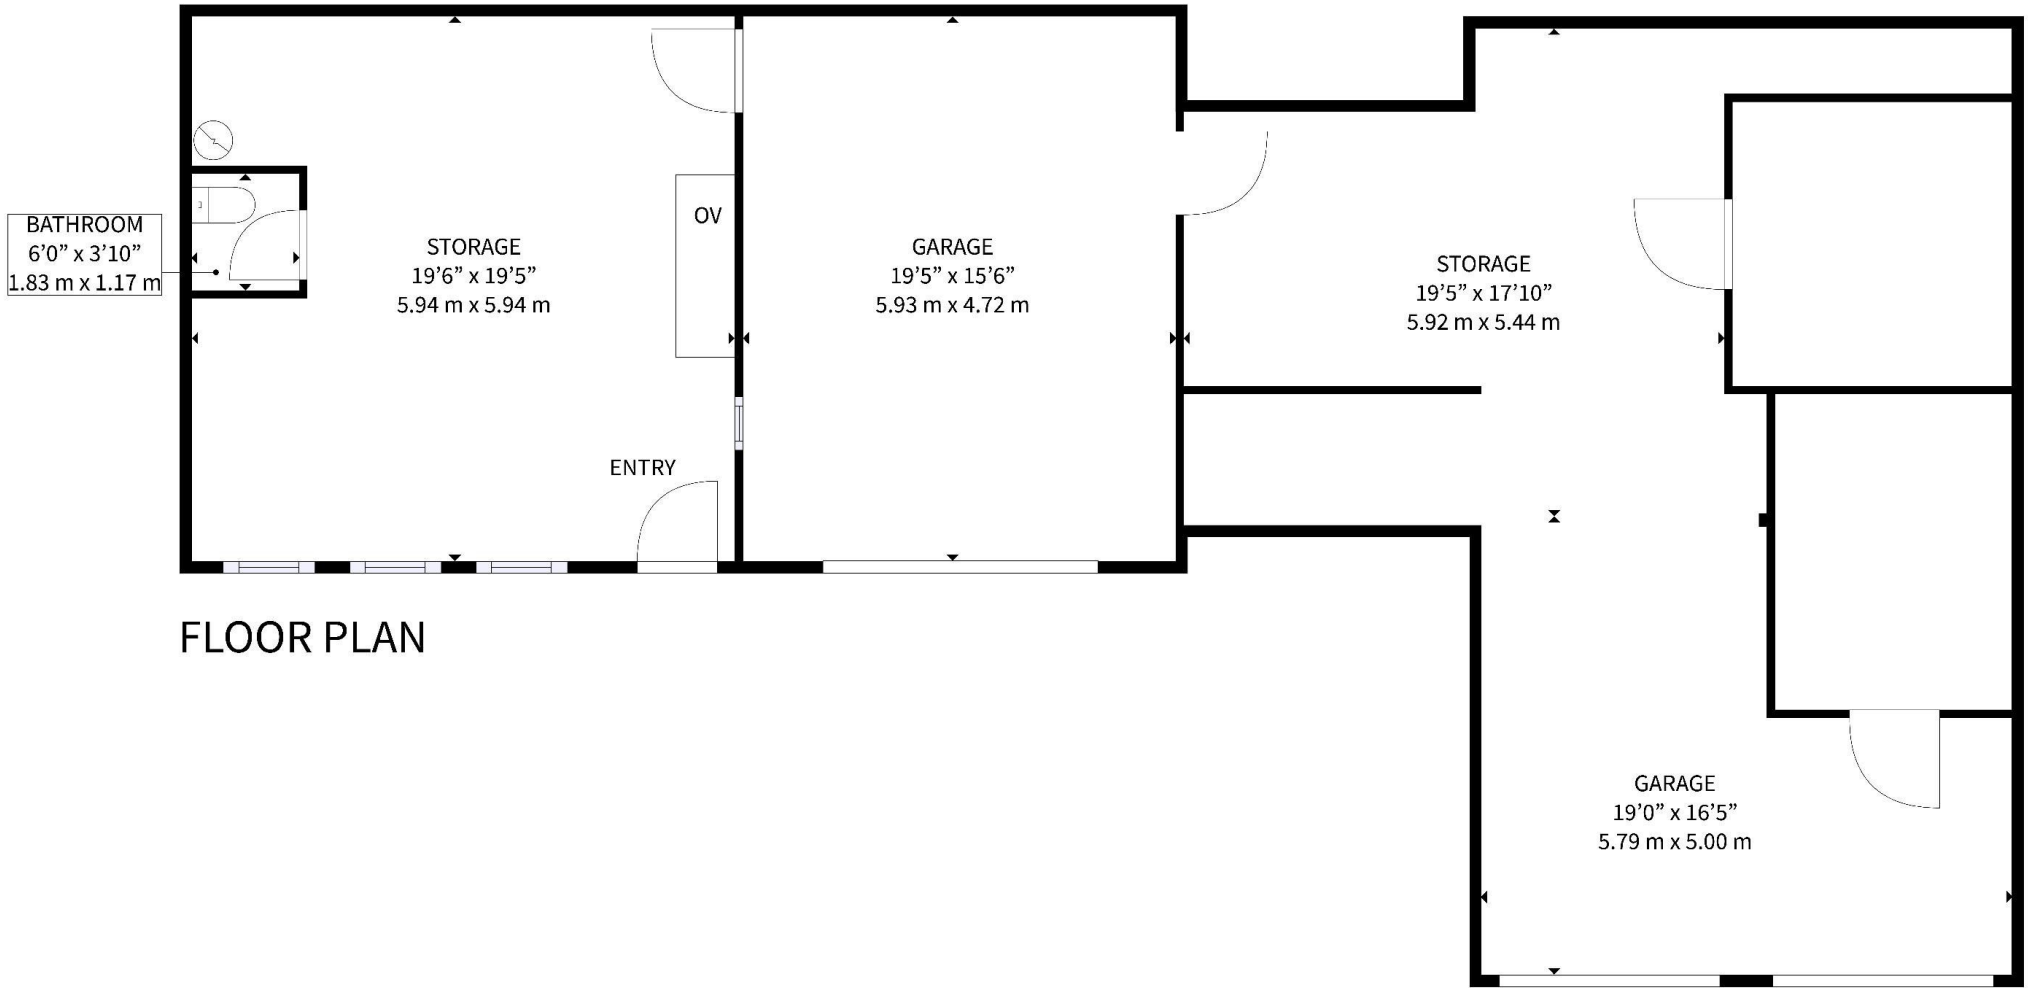 BATHROOM
6’0” x 3’10”
1.83 m x 1.17 m
STORAGE
19’6” x 19’5”
5.94 m x 5.94 m
OV
ENTRY
GARAGE
19’5” x 15’6”
5.93 m x 4.72 m
STORAGE
19’5” x 17’10”
5.92 m x 5.44 m
GARAGE
19’0” x 16’5”
5.79 m x 5.00 m
FLOOR PLAN